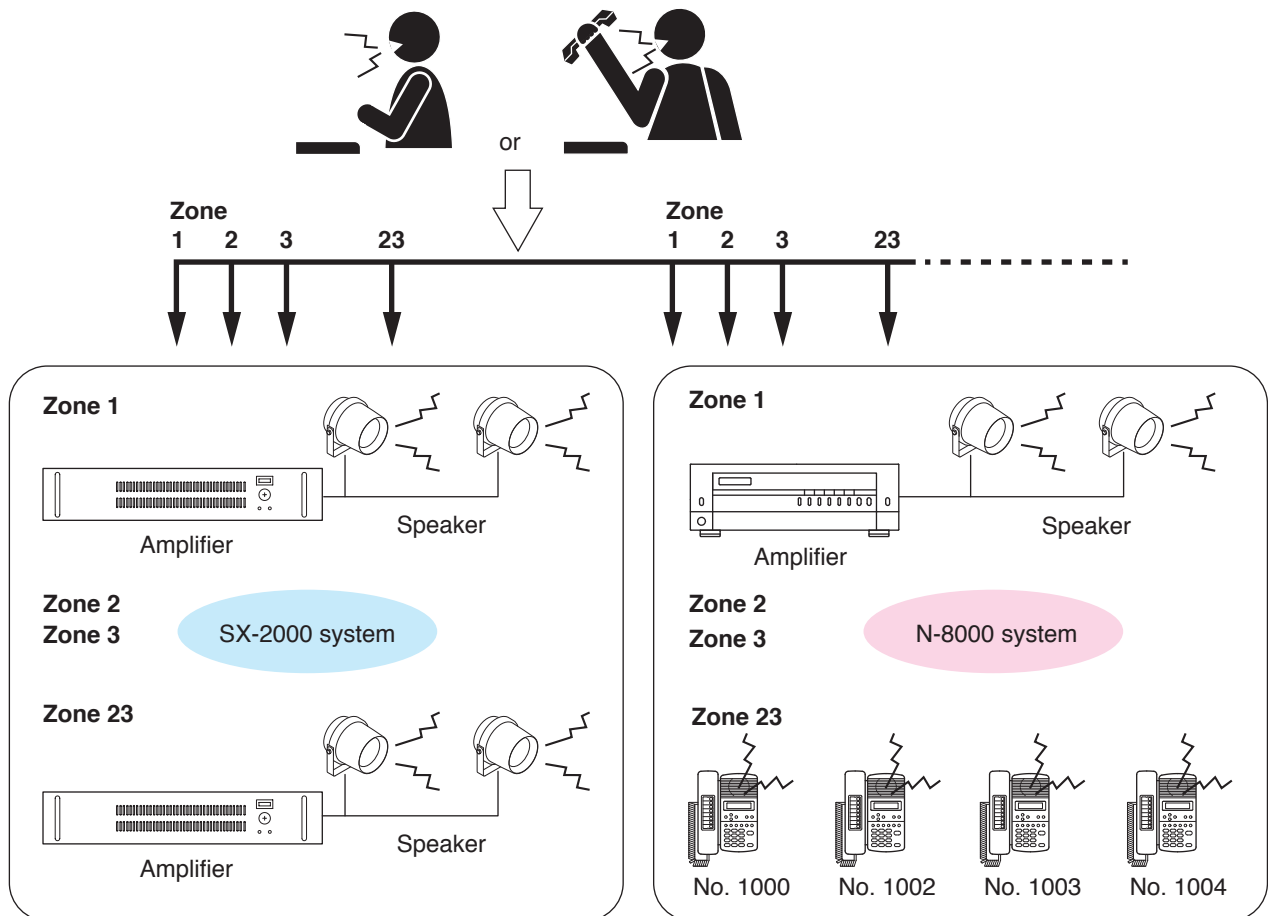 or
Zone
1 2 3 23
Zone
1 2 3 23
Zone 1
Amplifier
Speaker
Zone 2
Zone 3
SX-2000 system
Zone 23
Amplifier
Speaker
Zone 1
Amplifier
Speaker
Zone 2
Zone 3
N-8000 system
Zone 23
No. 1000 No. 1002 No. 1003 No. 1004